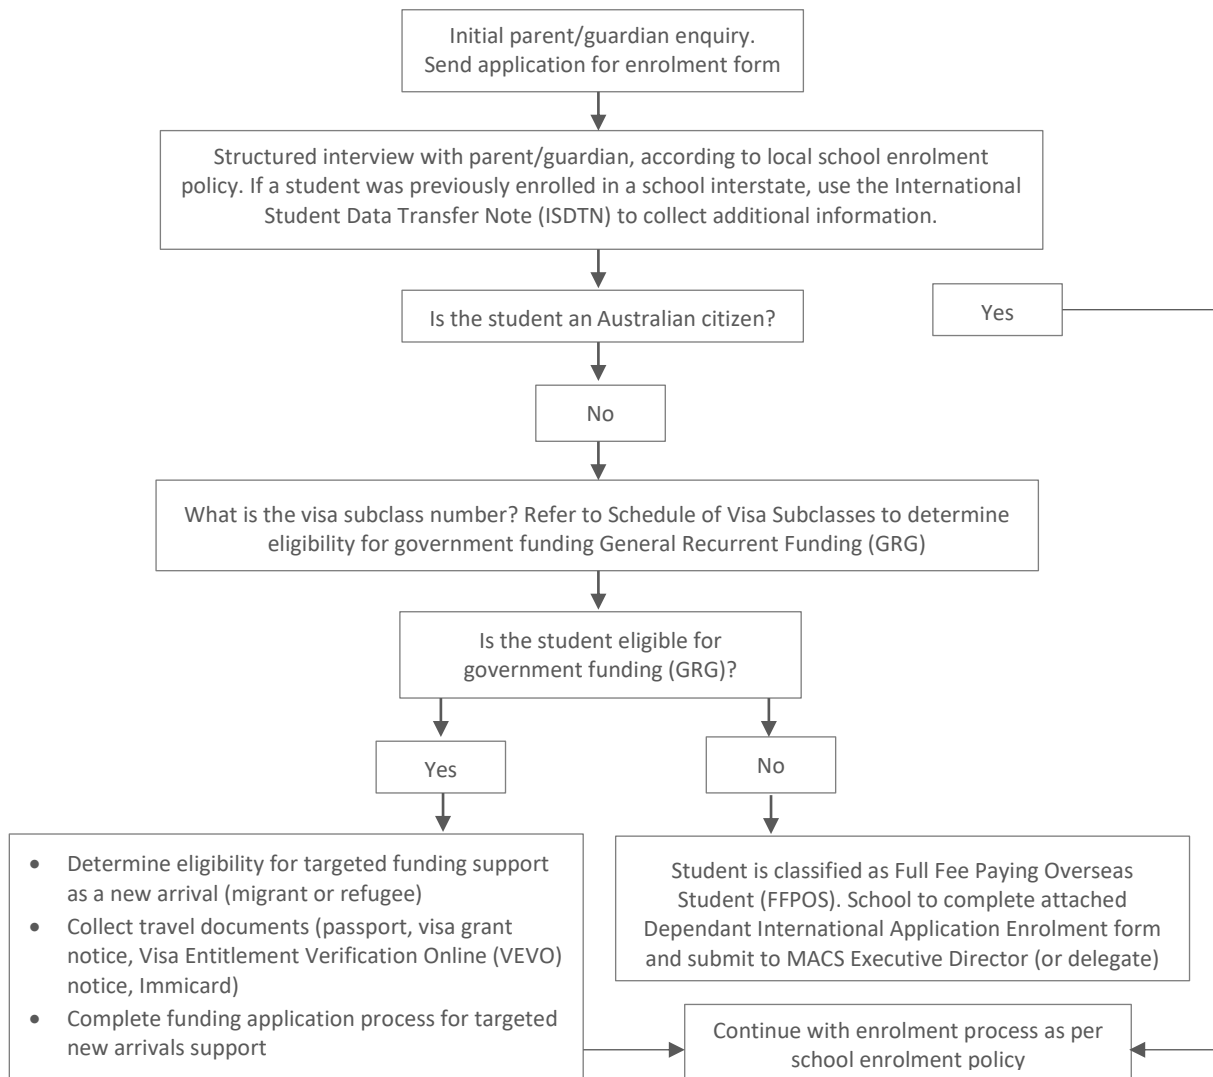 Initial parent/guardian enquiry.
Send application for enrolment form
Structured interview with parent/guardian, according to local school enrolment
policy. If a student was previously enrolled in a school interstate, use the International
Student Data Transfer Note (ISDTN) to collect additional information.
Is the student an Australian citizen?
Yes
No
What is the visa subclass number? Refer to Schedule of Visa Subclasses to determine
eligibility for government funding General Recurrent Funding (GRG)
Is the student eligible for
government funding (GRG)?
Yes
No
• Determine eligibility for targeted funding support
as a new arrival (migrant or refugee)
• Collect travel documents (passport, visa grant
notice, Visa Entitlement Verification Online (VEVO)
notice, Immicard)
• Complete funding application process for targeted
new arrivals support
Student is classified as Full Fee Paying Overseas
Student (FFPOS). School to complete attached
Dependant International Application Enrolment form
and submit to MACS Executive Director (or delegate)
Continue with enrolment process as per
school enrolment policy